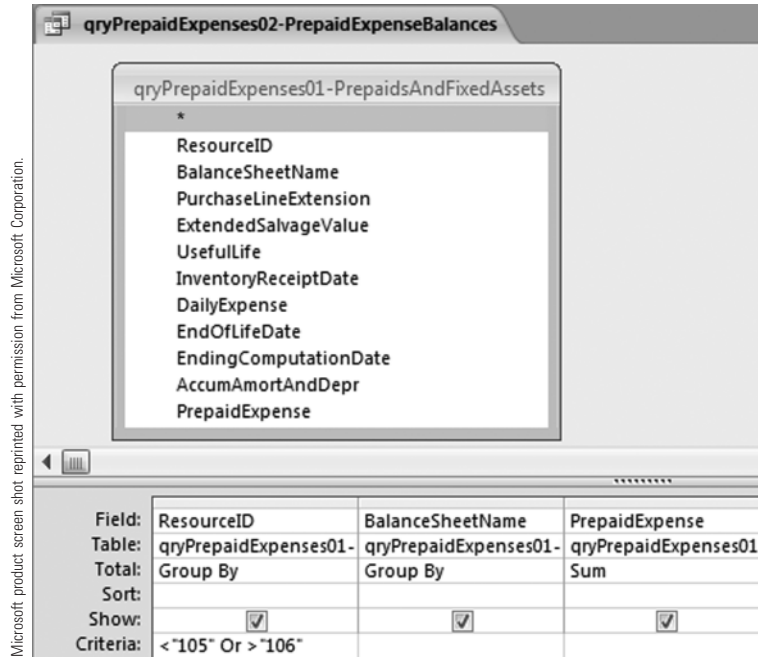 qryPrepaidExpenses02-PrepaidExpenseBalances
qryPrepaidExpenses01-PrepaidsAndFixedAssets
*
ResourceID
BalanceSheetName
PurchaseLineExtension
ExtendedSalvageValue
UsefulLife
InventoryReceiptDate
DailyExpense
EndOfLifeDate
EndingComputationDate
AccumAmortAndDepr
PrepaidExpense
Field: ResourceID BalanceSheetName PrepaidExpense
Table: qryPrepaidExpenses01- qryPrepaidExpenses01- qryPrepaidExpenses01
Total: Group By Group By Sum
Sort:
Show:
Criteria: <"105" Or >"106"
Microsoft product screen shot reprinted with permission from Microsoft Corporation.